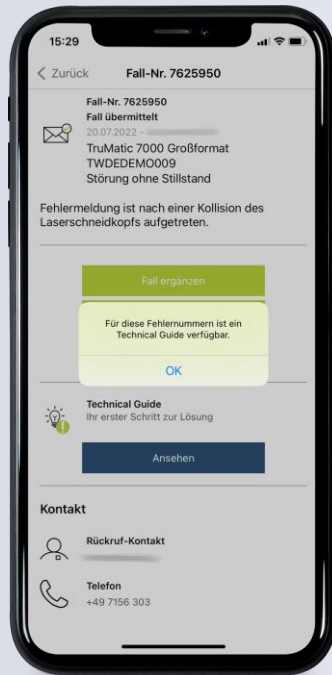 15:29
Zurück
Fall-Nr. 7625950
Fall-Nr. 7625950
Fall übermittelt
20.07.2022 -
TruMatic 7000 Großformat
TWDEDEMO009
Störung ohne Stillstand
Fehlermeldung ist nach einer Kollision des
Laserschneidkopfs aufgetreten.
Fall ergänzen
Für diese Fehlernummern ist ein
Technical Guide verfügbar.
OK
Technical Guide
Ihr erster Schritt zur Lösung
Ansehen
Kontakt
Rückruf-Kontakt
Telefon
+49 7156 303